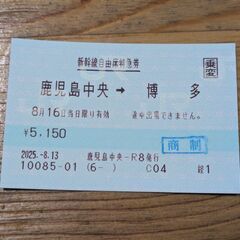 新幹線自由席特急券
乗変
鹿児島中央 → 博多
8月16日当日限り有効 途中出場できません。
¥5,150
商制
2025.-8.13 鹿児島中央-R8発行
10085-01 (6- ) C04